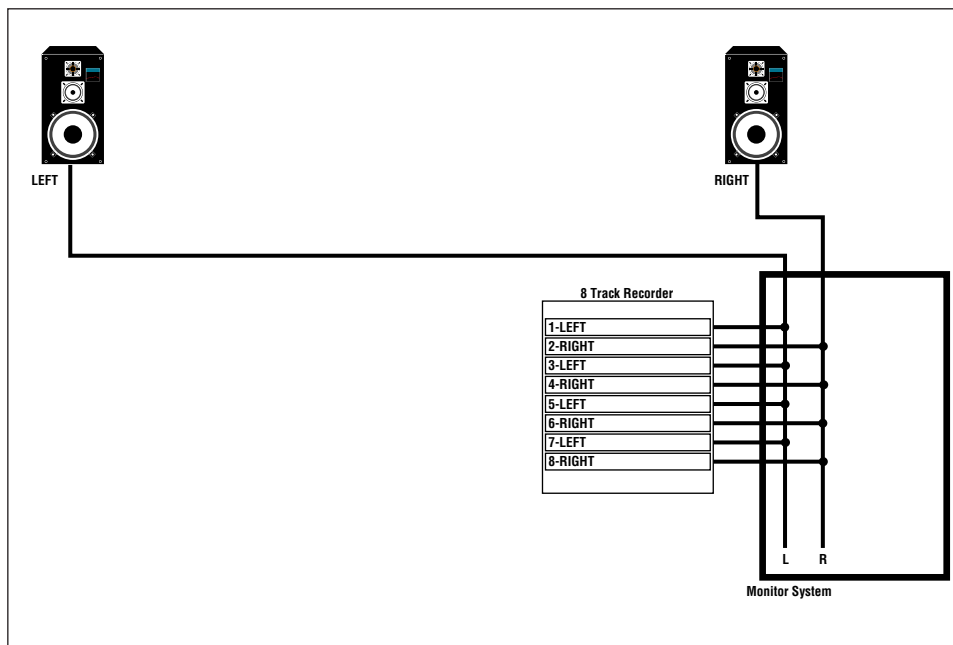 LEFT
RIGHT
8 Track Recorder
1-LEFT
2-RIGHT
3-LEFT
4-RIGHT
5-LEFT
6-RIGHT
7-LEFT
8-RIGHT
L R
Monitor System